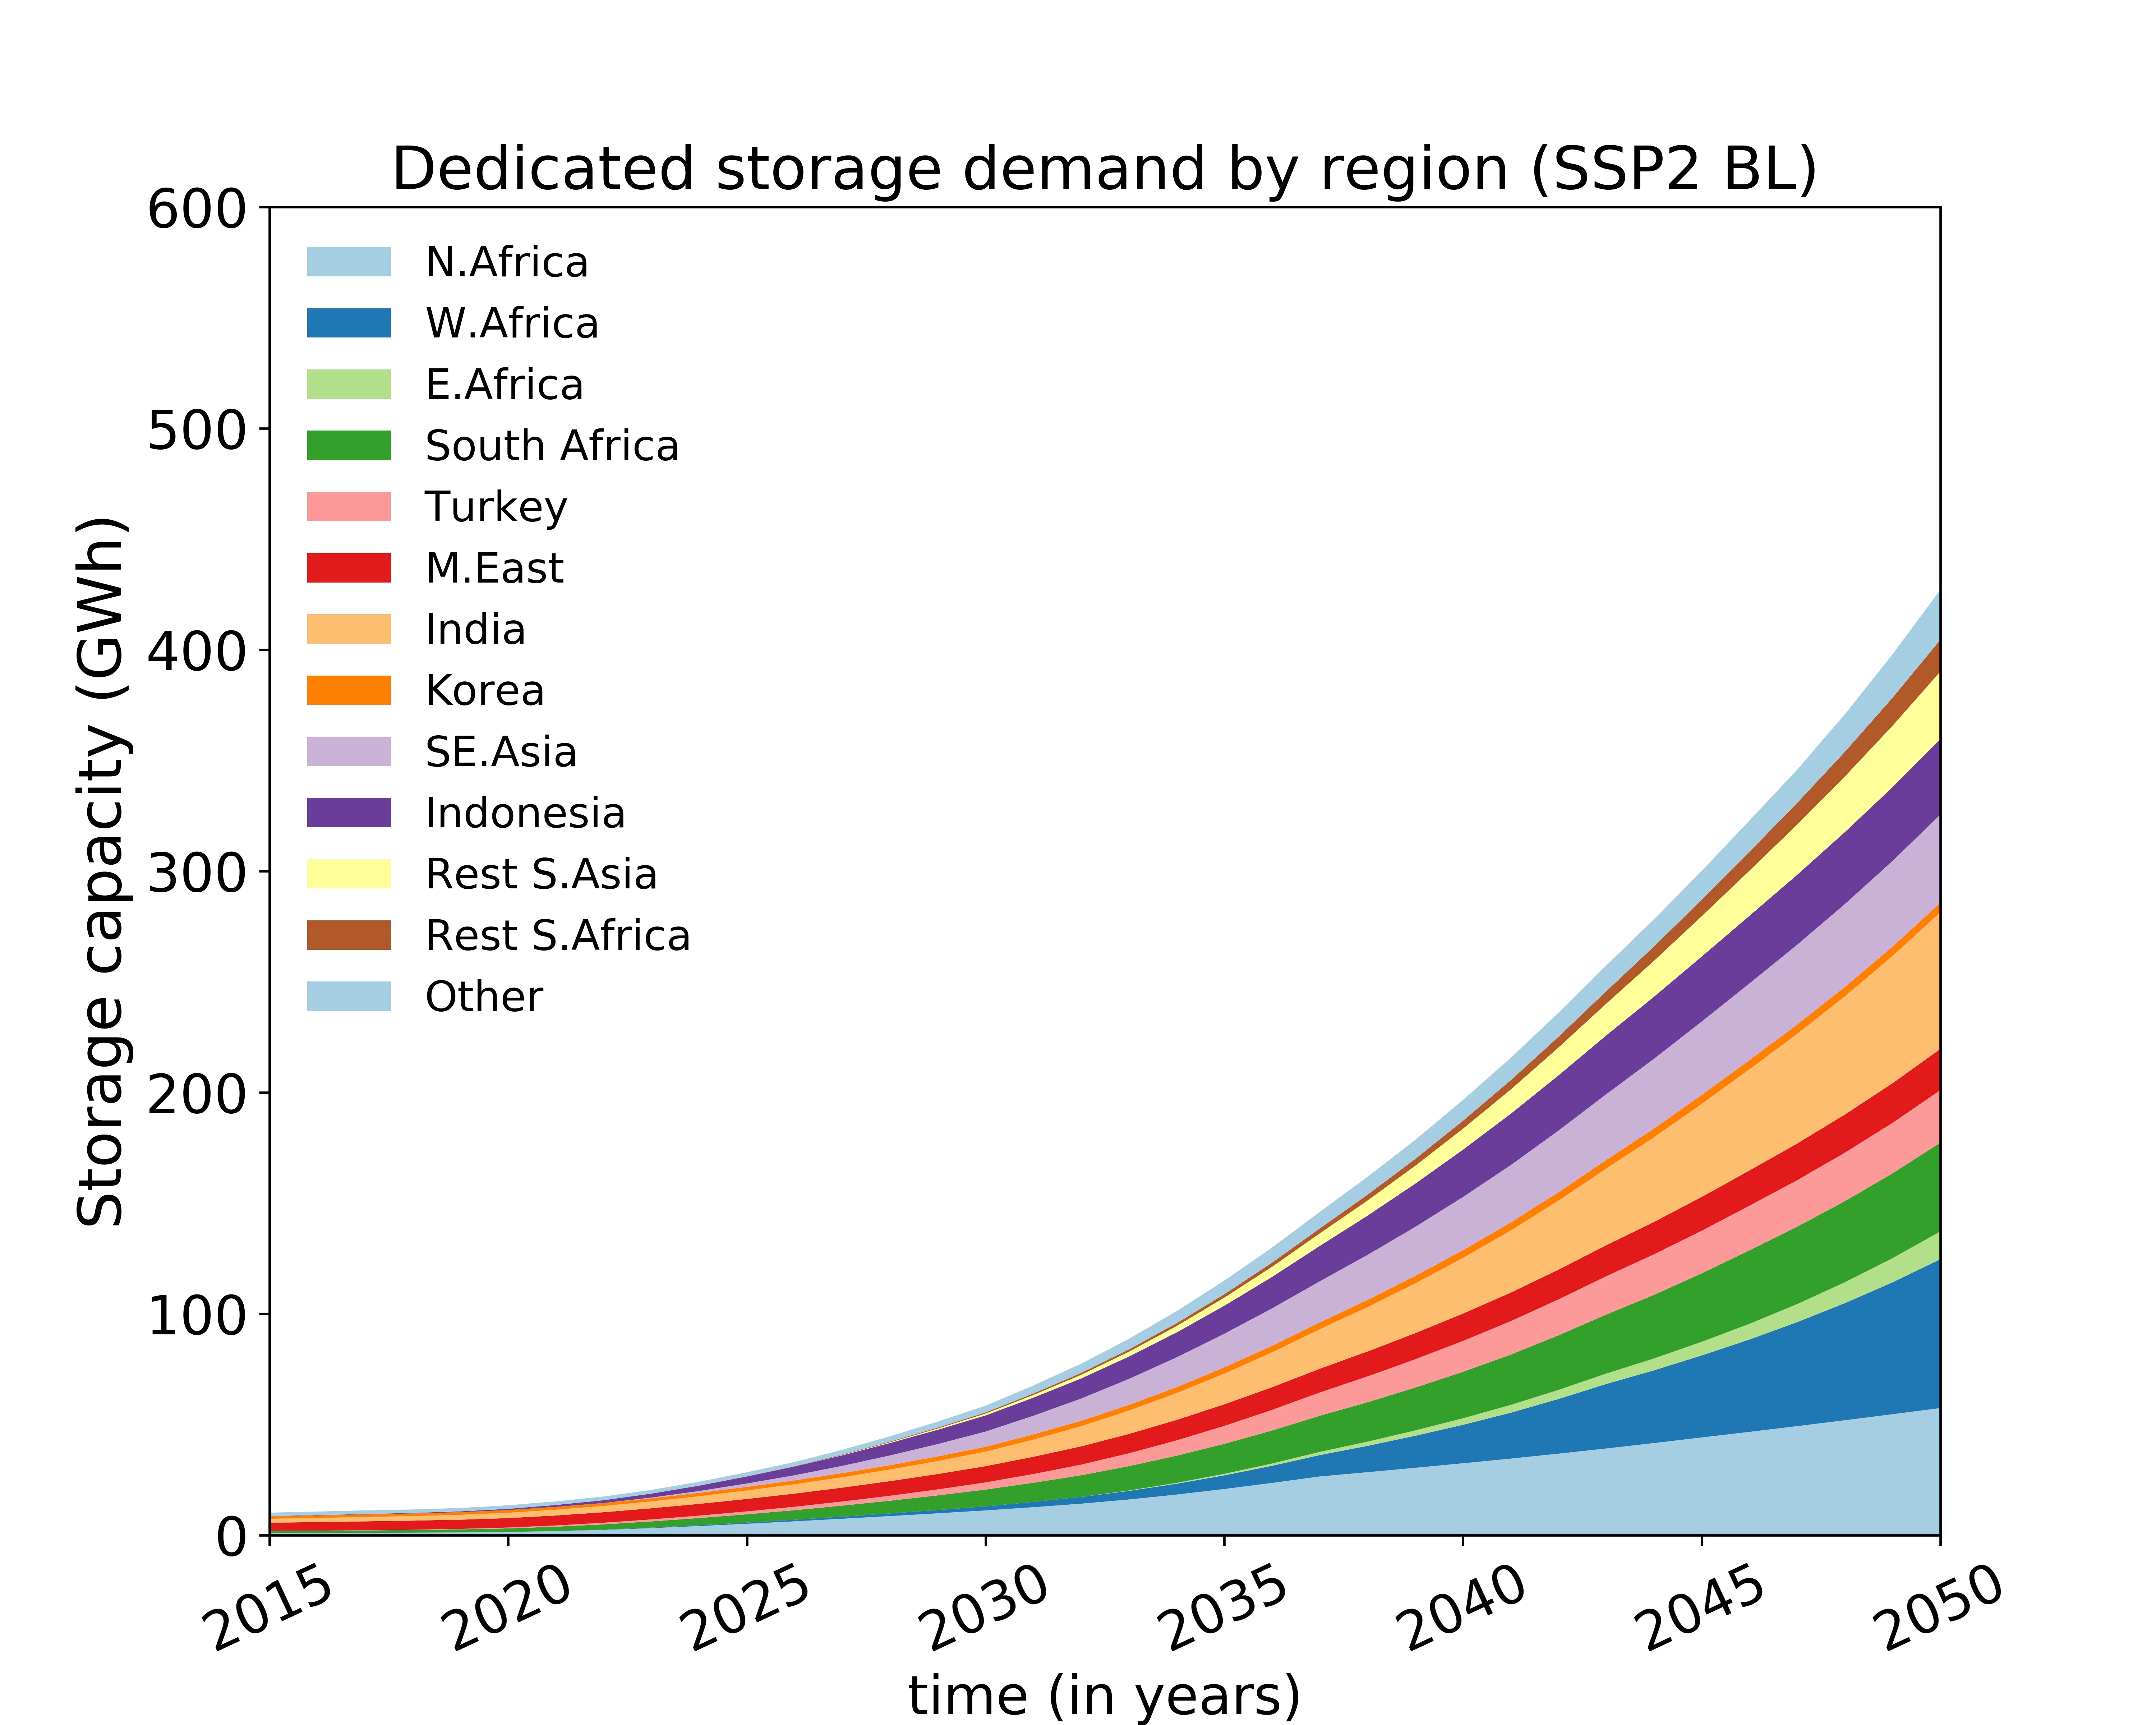 Dedicated storage demand by region (SSP2 BL)
600
500
400
300
200
100
0
Storage capacity (GWh)
N.Africa
W.Africa
E.Africa
South Africa
Turkey
M.East
India
Korea
SE.Asia
Indonesia
Rest S.Asia
Rest S.Africa
Other
2015 2020 2025 2030 2035 2040 2045 2050
time (in years)